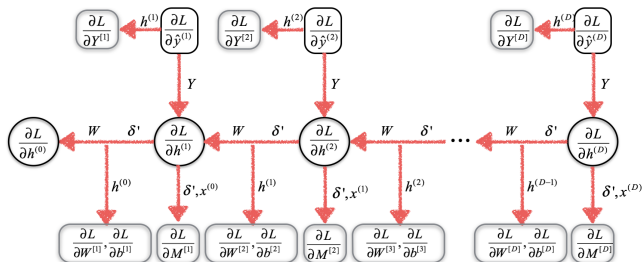 ∂L/∂Y^[1] h^(1) ∂L/∂ŷ^(1) ∂L/∂Y^[2] h^(2) ∂L/∂ŷ^(2) ∂L/∂Y^[D] h^(D) ∂L/∂ŷ^(D)
Y Y Y
∂L/∂h^(0) W δ' ∂L/∂h^(1) W δ' ∂L/∂h^(2) W δ' ••• W δ' ∂L/∂h^(D)
h^(0) δ', x^(0) h^(1) δ', x^(1) h^(2) h^(D−1) δ', x^(D)
∂L/∂W^[1], ∂L/∂b^[1] ∂L/∂M^[1] ∂L/∂W^[2], ∂L/∂b^[2] ∂L/∂M^[2] ∂L/∂W^[3], ∂L/∂b^[3] ∂L/∂W^[D], ∂L/∂b^[D] ∂L/∂M^[D]